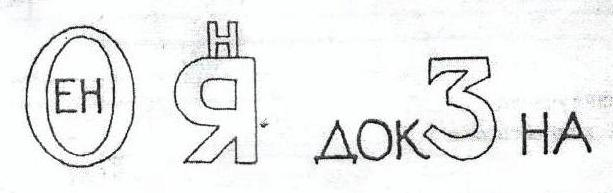 О ЕН Н Я ДОК З НА